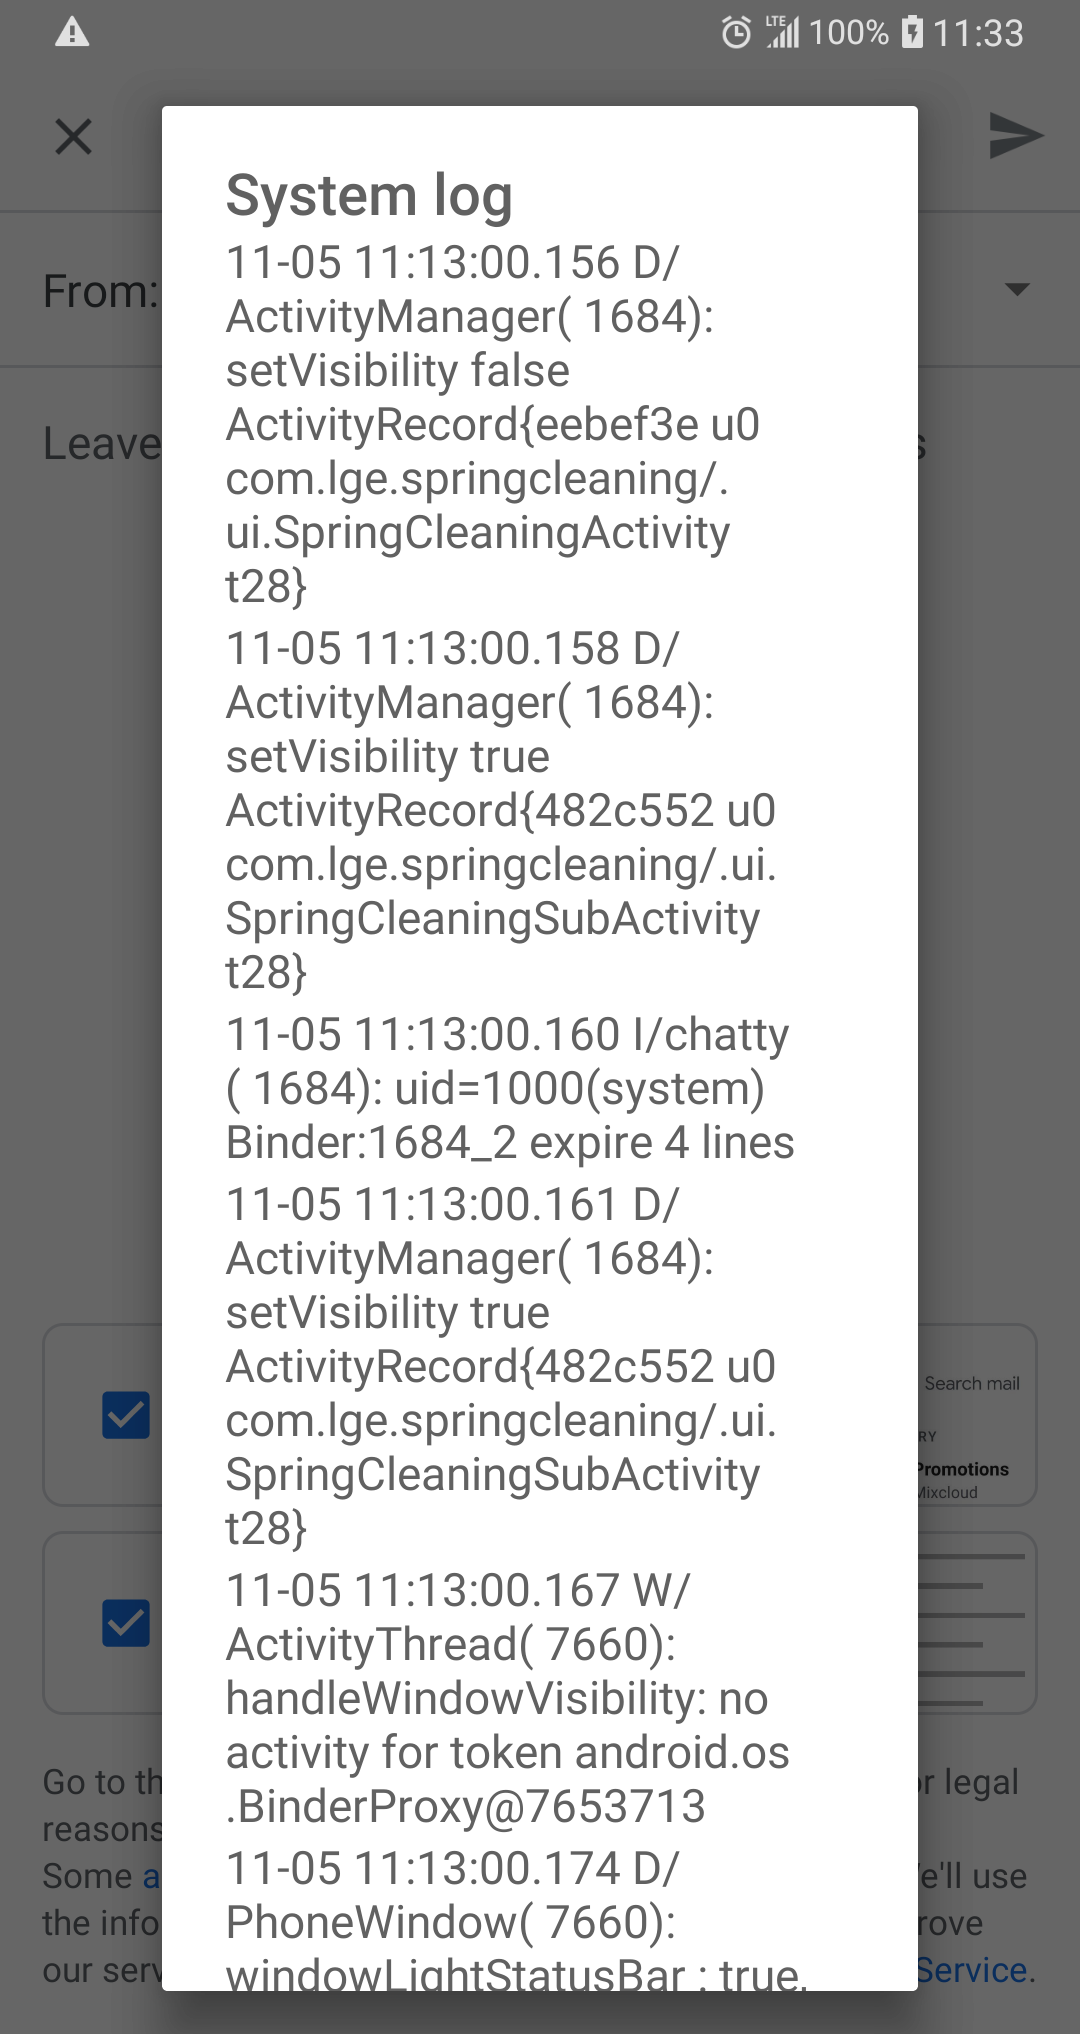 LTE 100% 11:33
System log
11-05 11:13:00.156 D/
ActivityManager( 1684):
setVisibility false
ActivityRecord{eebef3e u0
com.lge.springcleaning/.
ui.SpringCleaningActivity
t28}
11-05 11:13:00.158 D/
ActivityManager( 1684):
setVisibility true
ActivityRecord{482c552 u0
com.lge.springcleaning/.ui.
SpringCleaningSubActivity
t28}
11-05 11:13:00.160 I/chatty
( 1684): uid=1000(system)
Binder:1684_2 expire 4 lines
11-05 11:13:00.161 D/
ActivityManager( 1684):
setVisibility true
ActivityRecord{482c552 u0
com.lge.springcleaning/.ui.
SpringCleaningSubActivity
t28}
11-05 11:13:00.167 W/
ActivityThread( 7660):
handleWindowVisibility: no
activity for token android.os
.BinderProxy@7653713
11-05 11:13:00.174 D/
PhoneWindow( 7660):
windowLightStatusBar : true,
From:
Leave
Search mail
Promotions
Mixcloud
Go to legal
reasons
Some use
the
our Service.